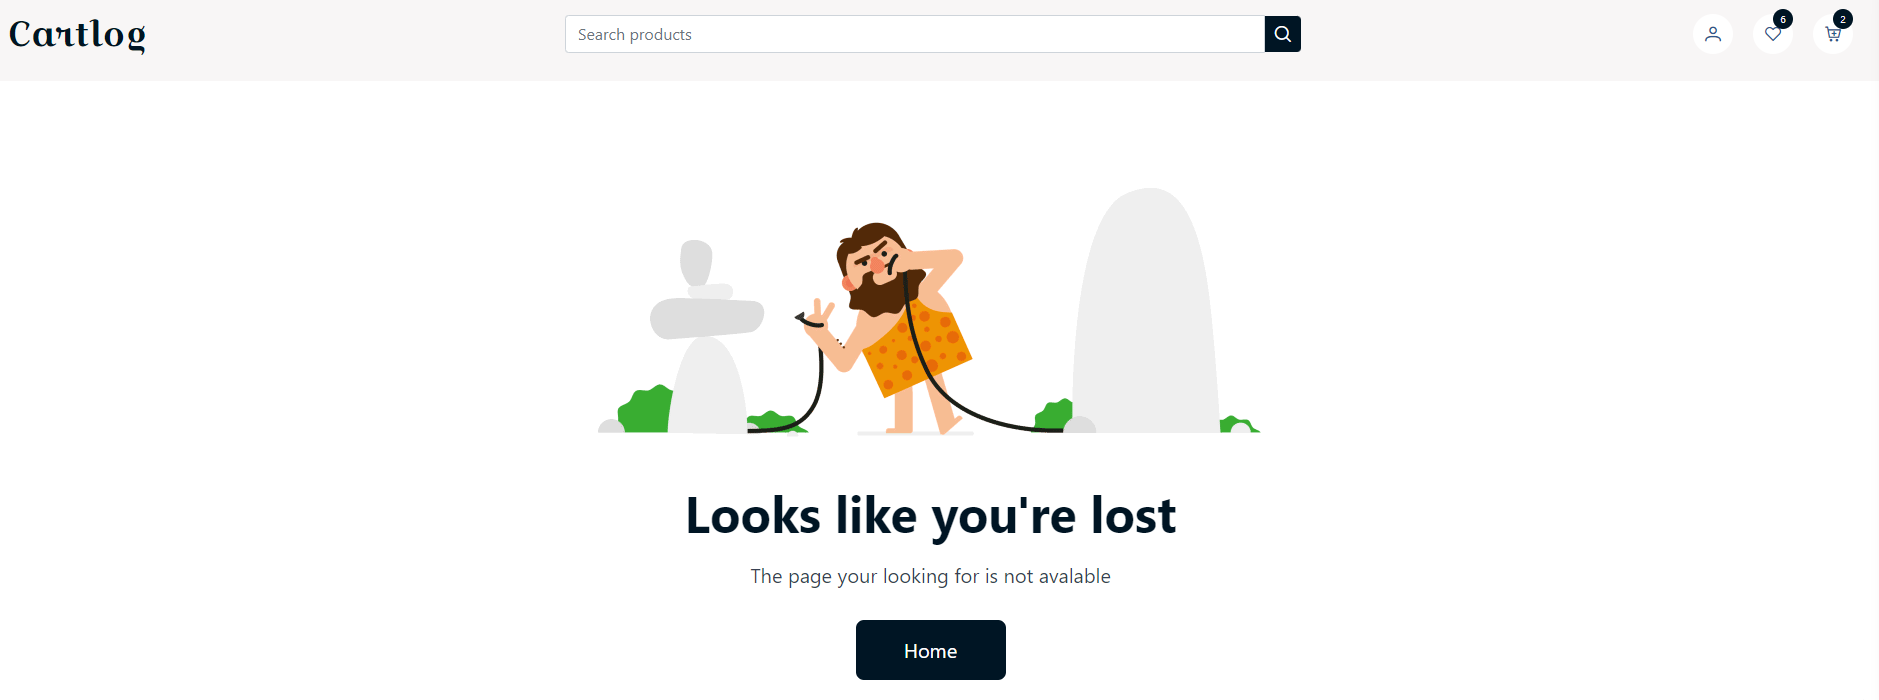 Cartlog
Search products
6
2
Looks like you're lost
The page your looking for is not avalable
Home